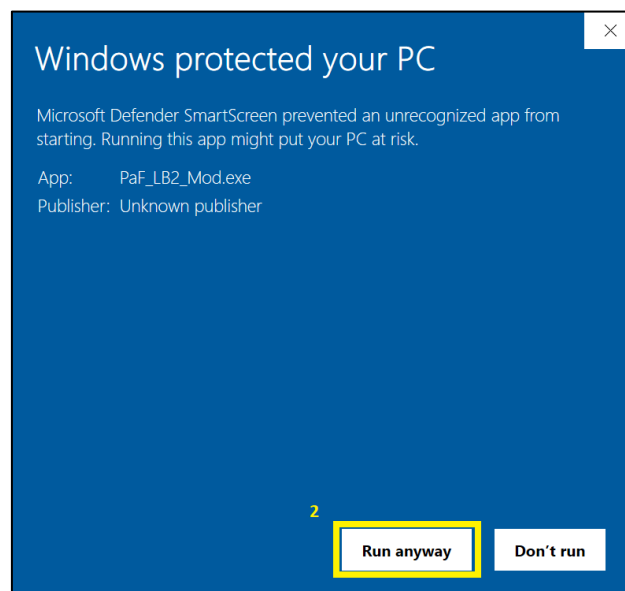 Windows protected your PC
Microsoft Defender SmartScreen prevented an unrecognized app from
starting. Running this app might put your PC at risk.
App: PaF_LB2_Mod.exe
Publisher: Unknown publisher
2
Run anyway Don't run